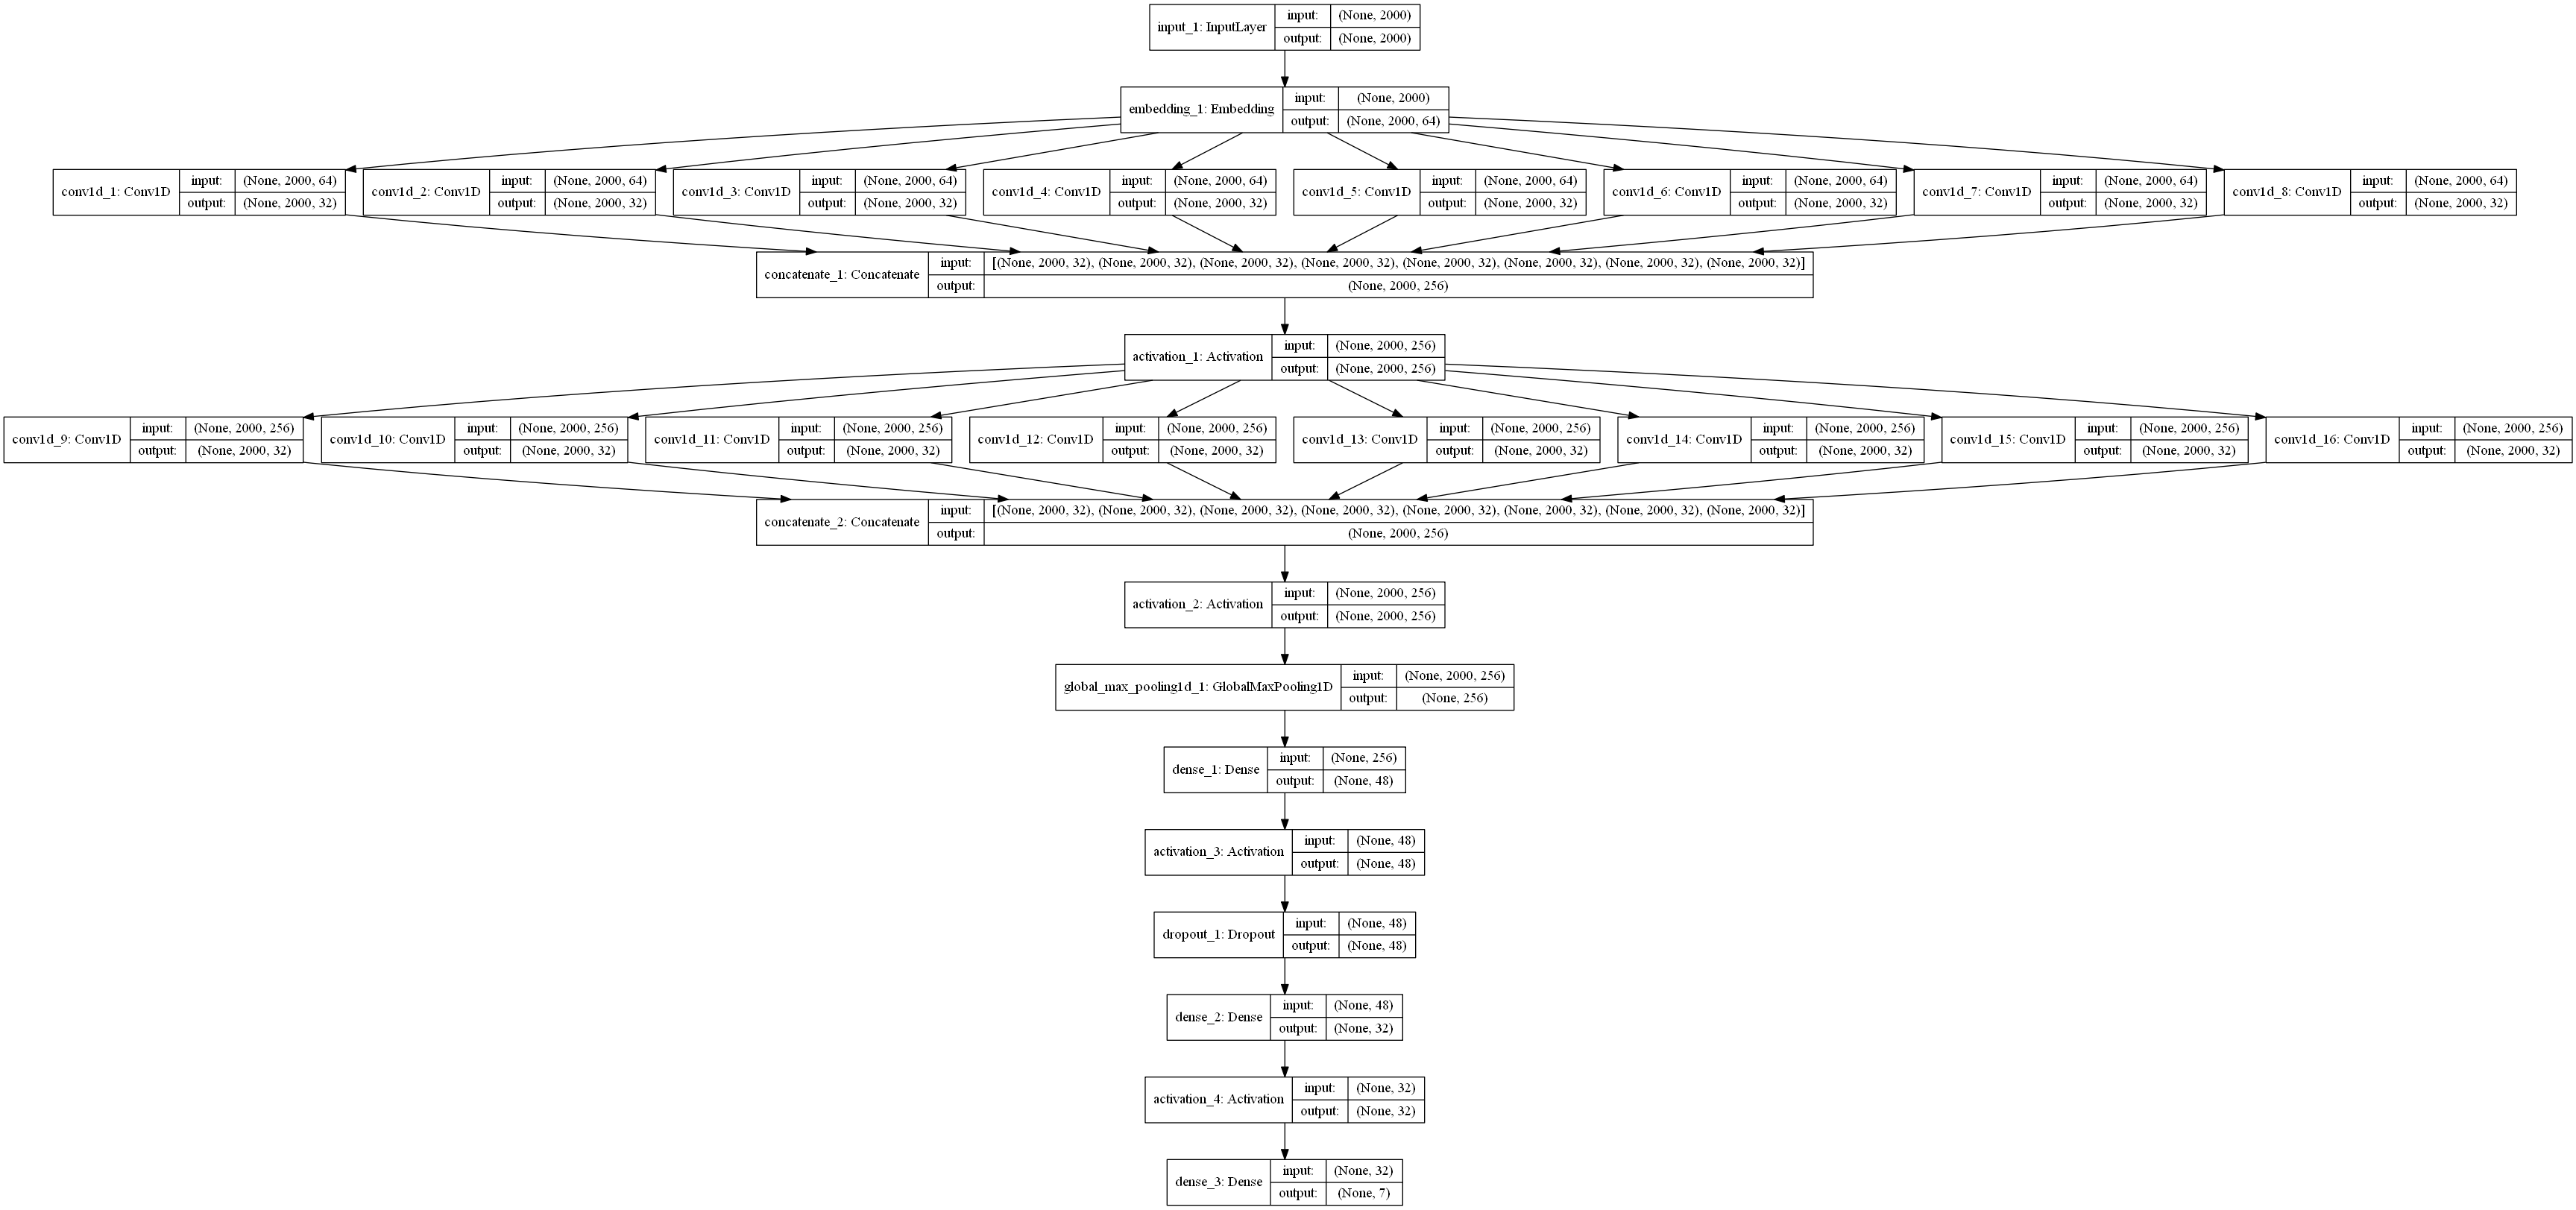 input_1: InputLayer input: (None, 2000)
output: (None, 2000)
embedding_1: Embedding input: (None, 2000)
output: (None, 2000, 64)
conv1d_1: Conv1D input: (None, 2000, 64)
output: (None, 2000, 32)
conv1d_2: Conv1D input: (None, 2000, 64)
output: (None, 2000, 32)
conv1d_3: Conv1D input: (None, 2000, 64)
output: (None, 2000, 32)
conv1d_4: Conv1D input: (None, 2000, 64)
output: (None, 2000, 32)
conv1d_5: Conv1D input: (None, 2000, 64)
output: (None, 2000, 32)
conv1d_6: Conv1D input: (None, 2000, 64)
output: (None, 2000, 32)
conv1d_7: Conv1D input: (None, 2000, 64)
output: (None, 2000, 32)
conv1d_8: Conv1D input: (None, 2000, 64)
output: (None, 2000, 32)
concatenate_1: Concatenate input: [(None, 2000, 32), (None, 2000, 32), (None, 2000, 32), (None, 2000, 32), (None, 2000, 32), (None, 2000, 32), (None, 2000, 32), (None, 2000, 32)]
output: (None, 2000, 256)
activation_1: Activation input: (None, 2000, 256)
output: (None, 2000, 256)
conv1d_9: Conv1D input: (None, 2000, 256)
output: (None, 2000, 32)
conv1d_10: Conv1D input: (None, 2000, 256)
output: (None, 2000, 32)
conv1d_11: Conv1D input: (None, 2000, 256)
output: (None, 2000, 32)
conv1d_12: Conv1D input: (None, 2000, 256)
output: (None, 2000, 32)
conv1d_13: Conv1D input: (None, 2000, 256)
output: (None, 2000, 32)
conv1d_14: Conv1D input: (None, 2000, 256)
output: (None, 2000, 32)
conv1d_15: Conv1D input: (None, 2000, 256)
output: (None, 2000, 32)
conv1d_16: Conv1D input: (None, 2000, 256)
output: (None, 2000, 32)
concatenate_2: Concatenate input: [(None, 2000, 32), (None, 2000, 32), (None, 2000, 32), (None, 2000, 32), (None, 2000, 32), (None, 2000, 32), (None, 2000, 32), (None, 2000, 32)]
output: (None, 2000, 256)
activation_2: Activation input: (None, 2000, 256)
output: (None, 2000, 256)
global_max_pooling1d_1: GlobalMaxPooling1D input: (None, 2000, 256)
output: (None, 256)
dense_1: Dense input: (None, 256)
output: (None, 48)
activation_3: Activation input: (None, 48)
output: (None, 48)
dropout_1: Dropout input: (None, 48)
output: (None, 48)
dense_2: Dense input: (None, 48)
output: (None, 32)
activation_4: Activation input: (None, 32)
output: (None, 32)
dense_3: Dense input: (None, 32)
output: (None, 7)